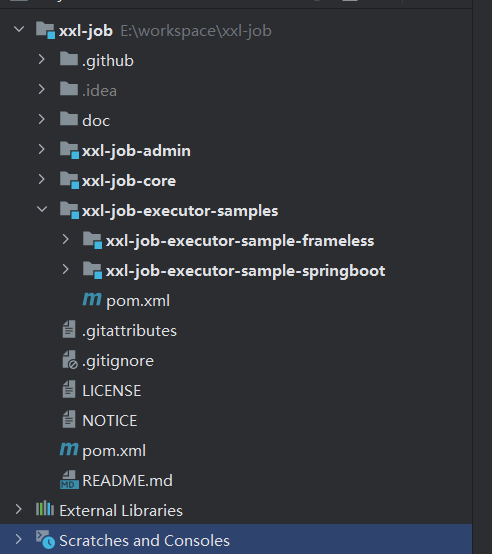 xxl-job E:\workspace\xxl-job
.github
.idea
doc
xxl-job-admin
xxl-job-core
xxl-job-executor-samples
xxl-job-executor-sample-frameless
xxl-job-executor-sample-springboot
m pom.xml
.gitattributes
.gitignore
LICENSE
NOTICE
m pom.xml
MD README.md
External Libraries
Scratches and Consoles